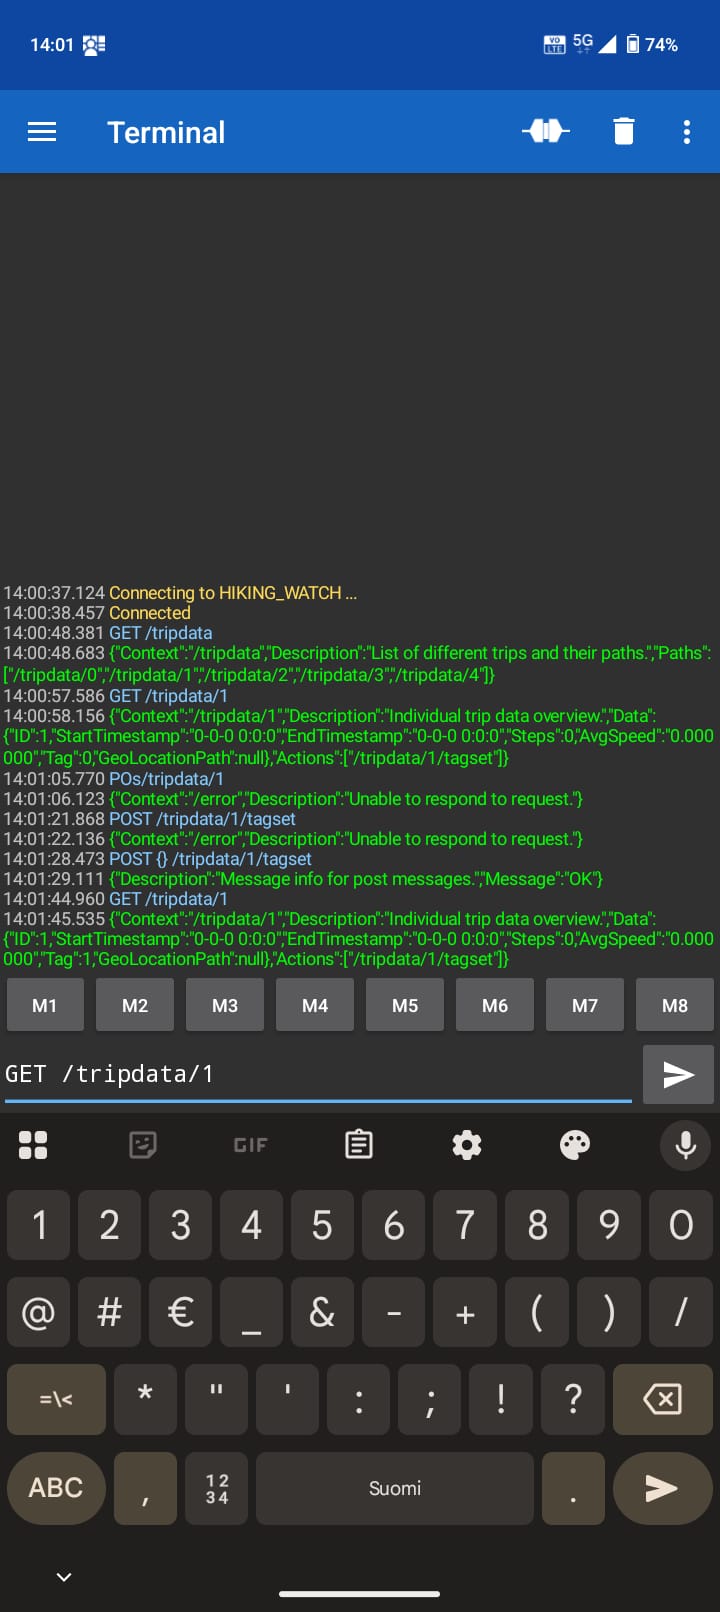 14:01
VO LTE 5G 74%
Terminal
14:00:37.124 Connecting to HIKING_WATCH ...
14:00:38.457 Connected
14:00:48.381 GET /tripdata
14:00:48.683 {"Context":"/tripdata","Description":"List of different trips and their paths.","Paths":
["/tripdata/0","/tripdata/1","/tripdata/2","/tripdata/3","/tripdata/4"]}
14:00:57.586 GET /tripdata/1
14:00:58.156 {"Context":"/tripdata/1","Description":"Individual trip data overview.","Data":
{"ID":1,"StartTimestamp":"0-0-0 0:0:0","EndTimestamp":"0-0-0 0:0:0","Steps":0,"AvgSpeed":"0.000
000","Tag":0,"GeoLocationPath":null},"Actions":["/tripdata/1/tagset"]}
14:01:05.770 POs/tripdata/1
14:01:06.123 {"Context":"/error","Description":"Unable to respond to request."}
14:01:21.868 POST /tripdata/1/tagset
14:01:22.136 {"Context":"/error","Description":"Unable to respond to request."}
14:01:28.473 POST {} /tripdata/1/tagset
14:01:29.111 {"Description":"Message info for post messages.","Message":"OK"}
14:01:44.960 GET /tripdata/1
14:01:45.535 {"Context":"/tripdata/1","Description":"Individual trip data overview.","Data":
{"ID":1,"StartTimestamp":"0-0-0 0:0:0","EndTimestamp":"0-0-0 0:0:0","Steps":0,"AvgSpeed":"0.000
000","Tag":1,"GeoLocationPath":null},"Actions":["/tripdata/1/tagset"]}
M1 M2 M3 M4 M5 M6 M7 M8
GET /tripdata/1
GIF
1 2 3 4 5 6 7 8 9 0
@ # € _ & - + ( ) /
=\< * " ' : ; ! ?
ABC , 12 34 Suomi .